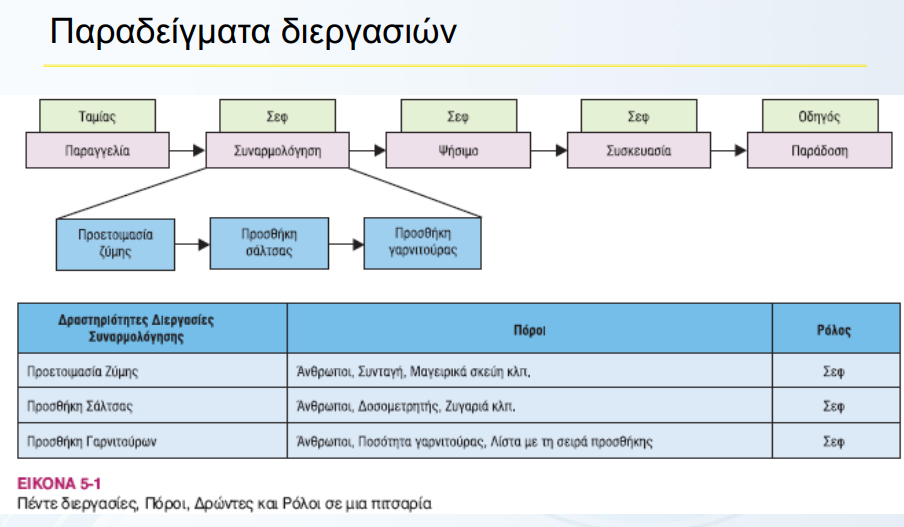 Παραδείγματα διεργασιών
Ταμίας
Σεφ
Σεφ
Σεφ
Οδηγός
Παραγγελία
Συναρμολόγηση
Ψήσιμο
Συσκευασία
Παράδοση
Προετοιμασία
ζύμης
Προσθήκη
σάλτσας
Προσθήκη
γαρνιτούρας
Δραστηριότητες Διεργασίες
Συναρμολόγησης
Πόροι
Ρόλος
Προετοιμασία Ζύμης
Άνθρωποι, Συνταγή, Μαγειρικά σκεύη κλπ.
Σεφ
Προσθήκη Σάλτσας
Άνθρωποι, Δοσομετρητής, Ζυγαριά κλπ.
Σεφ
Προσθήκη Γαρνιτούρων
Άνθρωποι, Ποσότητα γαρνιτούρας, Λίστα με τη σειρά προσθήκης
Σεφ
ΕΙΚΟΝΑ 5-1
Πέντε διεργασίες, Πόροι, Δρώντες και Ρόλοι σε μια πιτσαρία